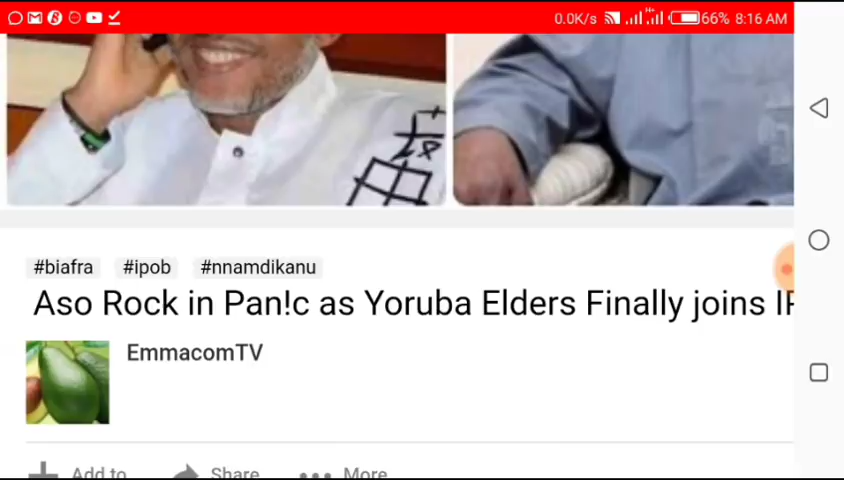 0.0K/s H+ 66% 8:16 AM
#biafra #ipob #nnamdikanu
Aso Rock in Pan!c as Yoruba Elders Finally joins
EmmacomTV
Add to Share More